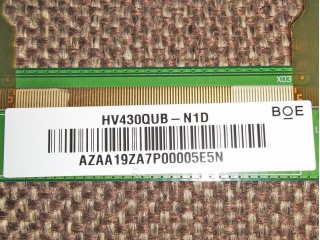 XD3
HV430QUB-N1D
BOE
AZAA19ZA7P00005E5N